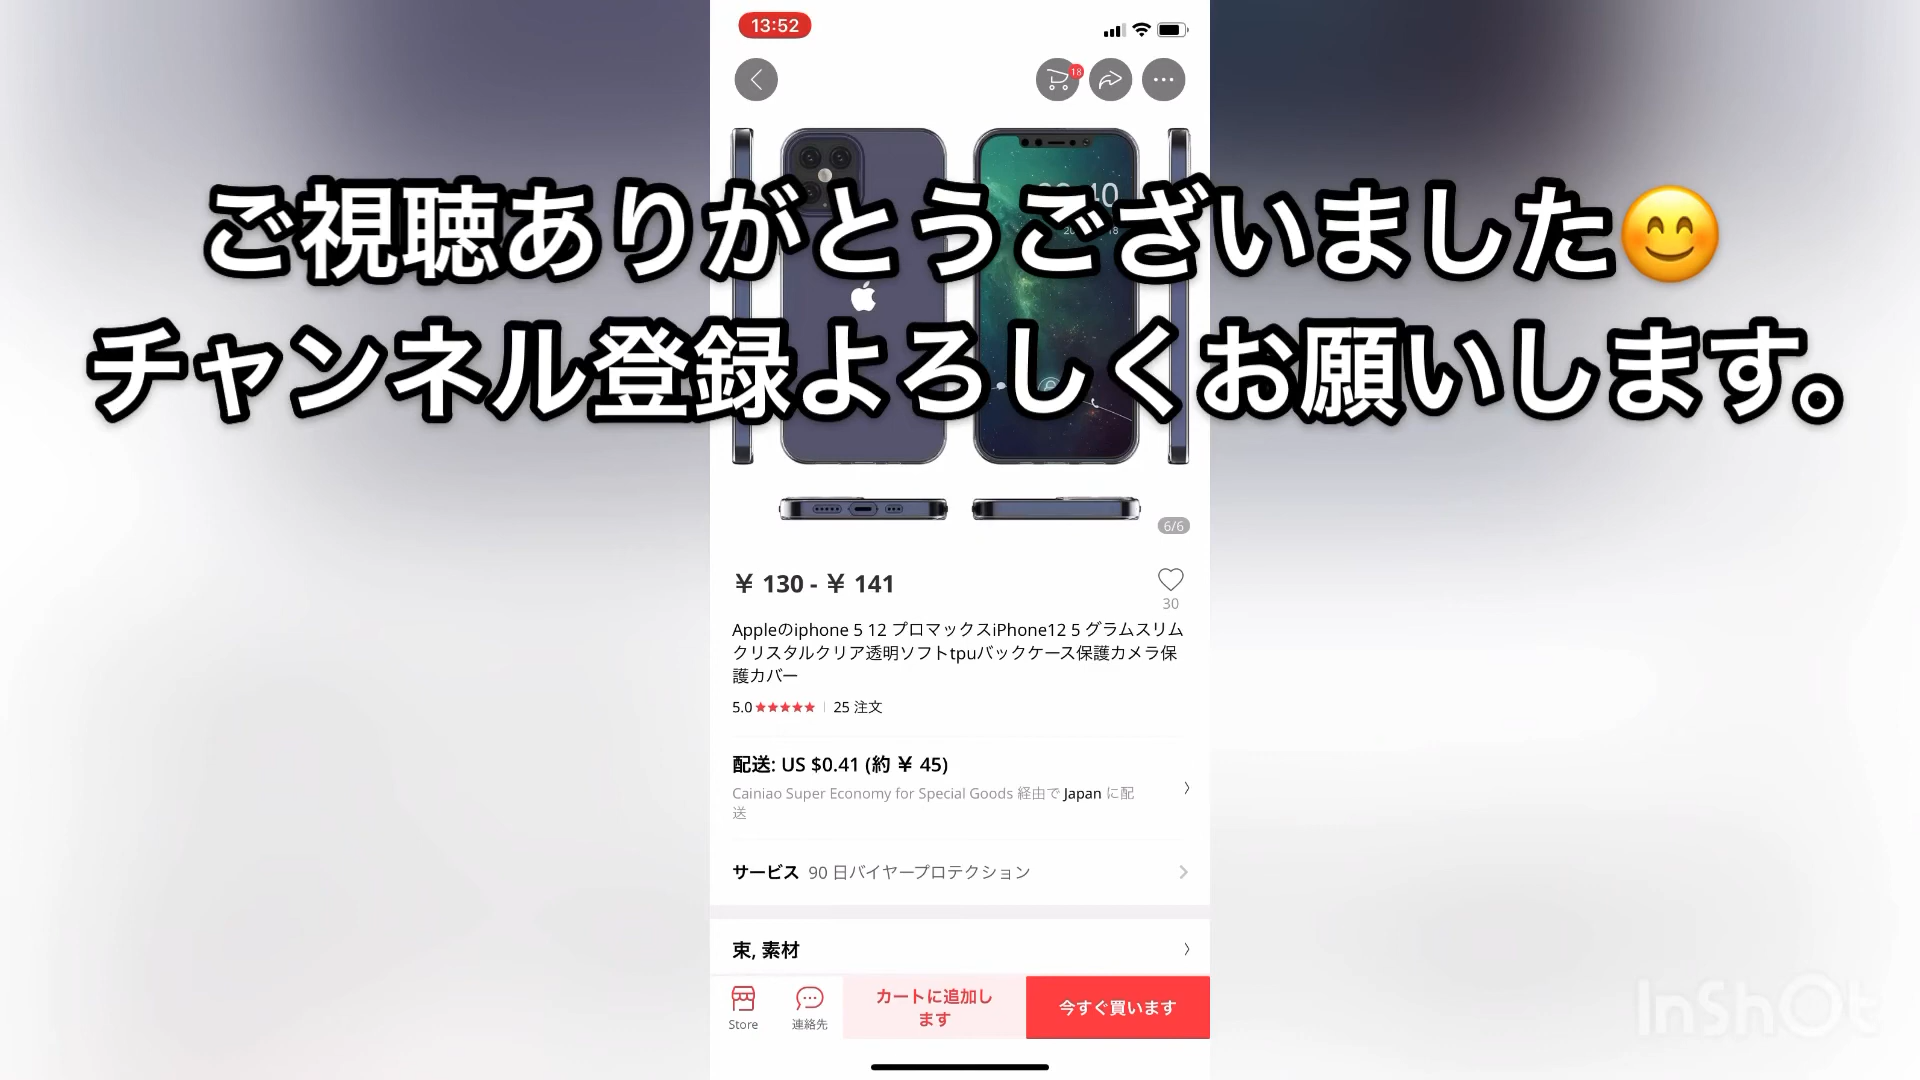 13:52
18
ご視聴ありがとうございました😊
チャンネル登録よろしくお願いします。
6/6
¥ 130 - ¥ 141
30
Appleのiphone 5 12 プロマックスiPhone12 5 グラムスリム
クリスタルクリア透明ソフトtpuバックケース保護カメラ保
護カバー
5.0★★★★★ | 25 注文
配送: US $0.41 (約 ¥ 45)
Cainiao Super Economy for Special Goods 経由で Japan に配
送
サービス 90 日バイヤープロテクション
束, 素材
Store
連絡先
カートに追加し
ます
今すぐ買います
InShOt